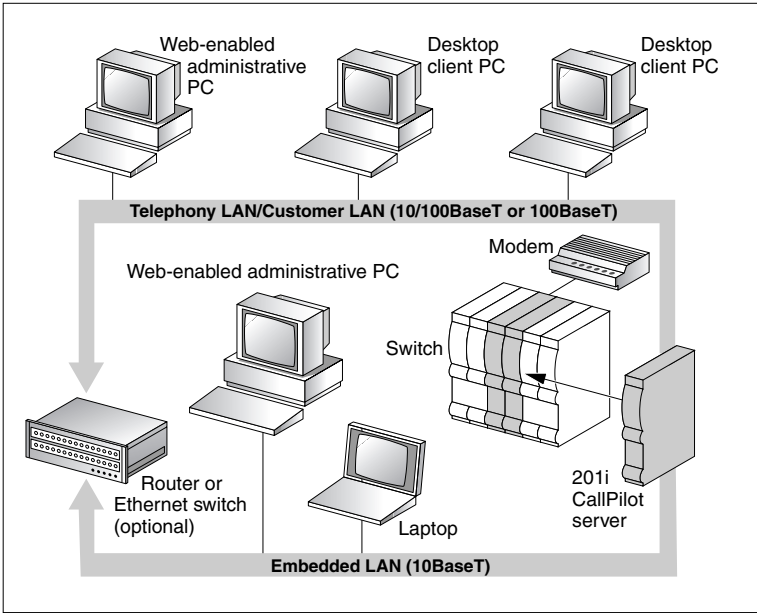 Web-enabled
administrative
PC
Desktop
client PC
Desktop
client PC
Telephony LAN/Customer LAN (10/100BaseT or 100BaseT)
Modem
Web-enabled administrative PC
Switch
Router or
Ethernet switch
(optional)
Laptop
201i
CallPilot
server
Embedded LAN (10BaseT)